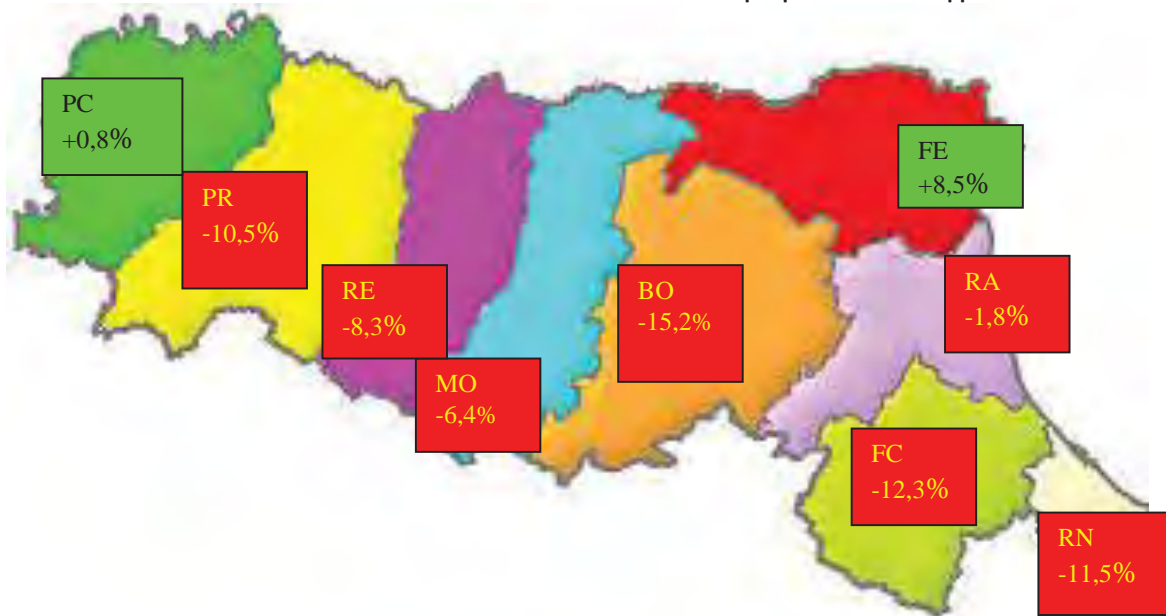 PC
+0,8%
PR
-10,5%
RE
-8,3%
MO
-6,4%
BO
-15,2%
FE
+8,5%
RA
-1,8%
FC
-12,3%
RN
-11,5%